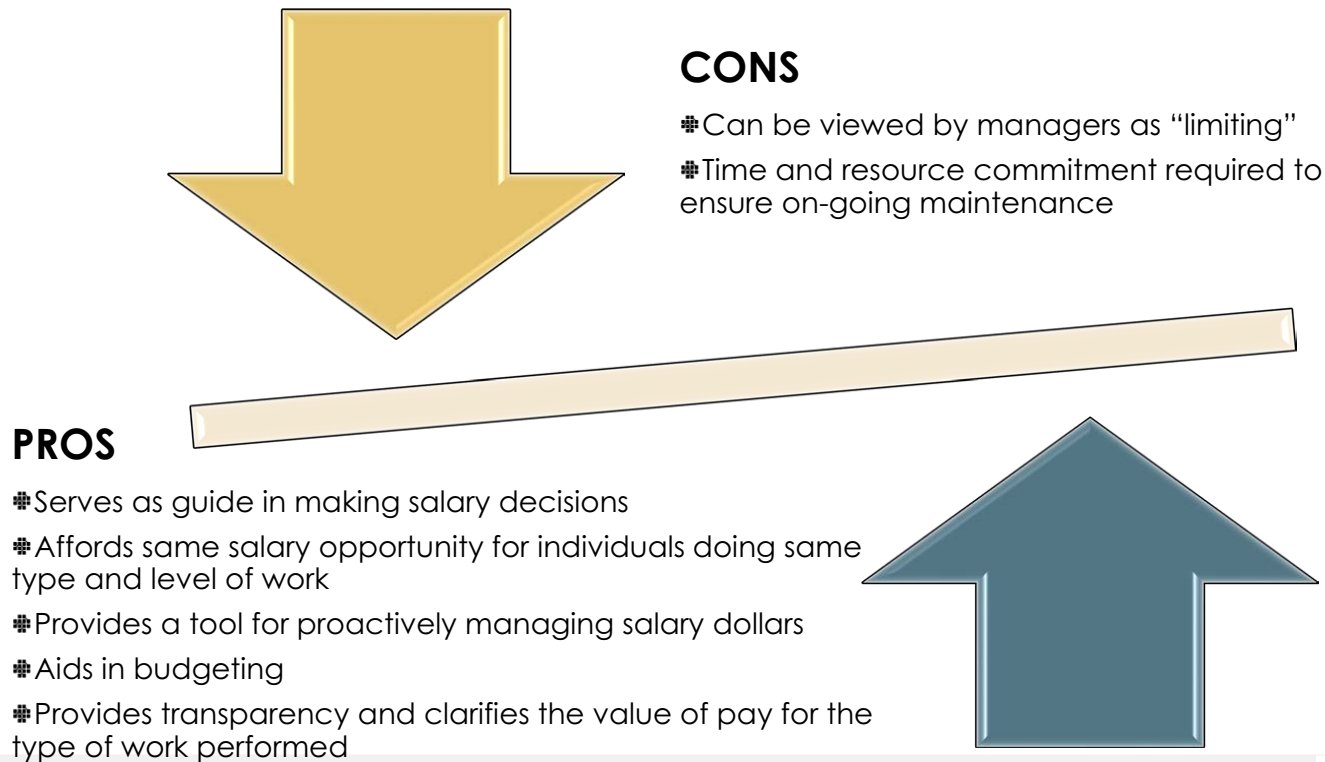 CONS
Can be viewed by managers as “limiting”
Time and resource commitment required to
ensure on-going maintenance
PROS
Serves as guide in making salary decisions
Affords same salary opportunity for individuals doing same
type and level of work
Provides a tool for proactively managing salary dollars
Aids in budgeting
Provides transparency and clarifies the value of pay for the
type of work performed